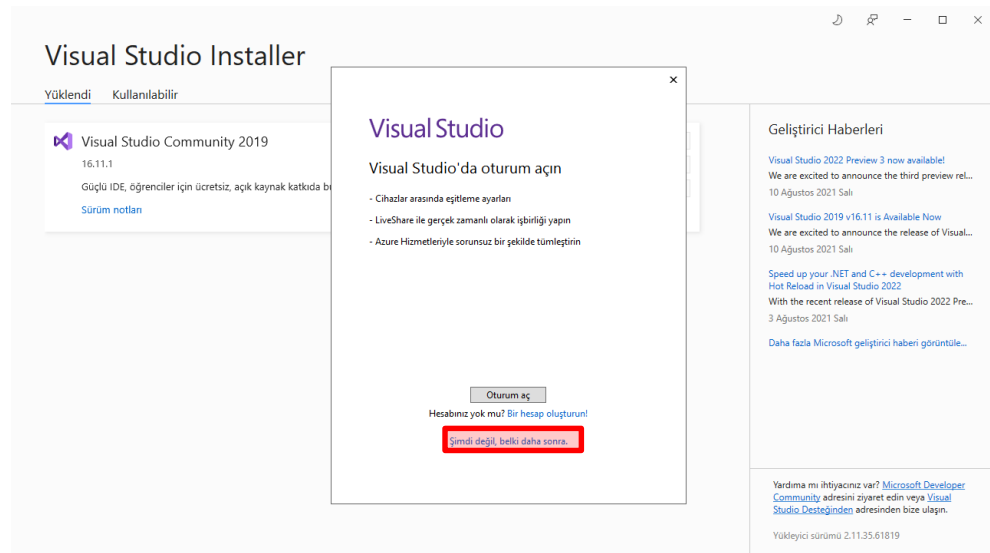 Visual Studio Installer
Yüklendi Kullanılabilir
Visual Studio Community 2019
16.11.1
Güçlü IDE, öğrenciler için ücretsiz, açık kaynak katkıda
Sürüm notları
Visual Studio
Visual Studio'da oturum açın
- Cihazlar arasında eşitleme ayarları
- LiveShare ile gerçek zamanlı olarak işbirliği yapın
- Azure Hizmetleriyle sorunsuz bir şekilde tümleştirin
Oturum aç
Hesabınız yok mu? Bir hesap oluşturun!
Şimdi değil, belki daha sonra.
Geliştirici Haberleri
Visual Studio 2022 Preview 3 now available!
We are excited to announce the third preview rel...
10 Ağustos 2021 Salı
Visual Studio 2019 v16.11 is Available Now
We are excited to announce the release of Visual...
10 Ağustos 2021 Salı
Speed up your .NET and C++ development with
Hot Reload in Visual Studio 2022
With the recent release of Visual Studio 2022 Pre...
3 Ağustos 2021 Salı
Daha fazla Microsoft geliştirici haberi görüntüle...
Yardıma mı ihtiyacınız var? Microsoft Developer
Community adresini ziyaret edin veya Visual
Studio Desteğinden adresinden bize ulaşın.
Yükleyici sürümü 2.11.35.61819